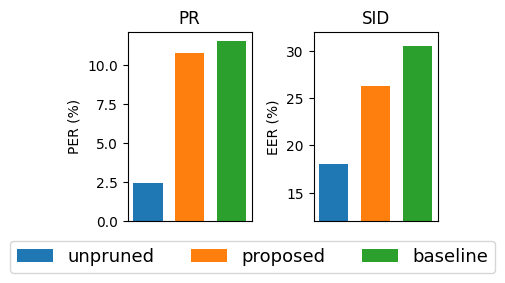 PR
SID
PER (%)
10.0
7.5
5.0
2.5
0.0
EER (%)
30
25
20
15
unpruned
proposed
baseline